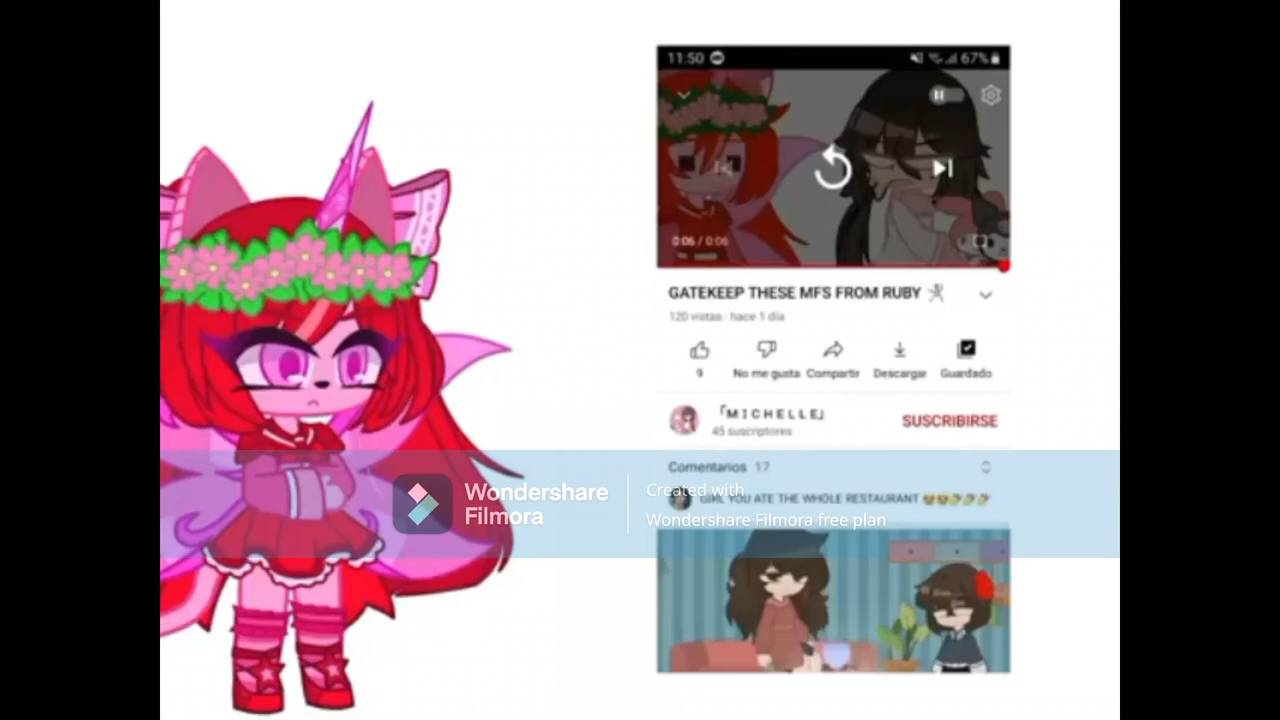 11:50
67%
0:06 / 0:06
GATEKEEP THESE MFS FROM RUBY
120 vistas · hace 1 día
9
No me gusta
Compartir
Descargar
Guardado
「M I C H E L L E」
45 suscriptores
SUSCRIBIRSE
Comentarios 17
GIRL YOU ATE THE WHOLE RESTAURANT
Wondershare
Filmora
Created with
Wondershare Filmora free plan